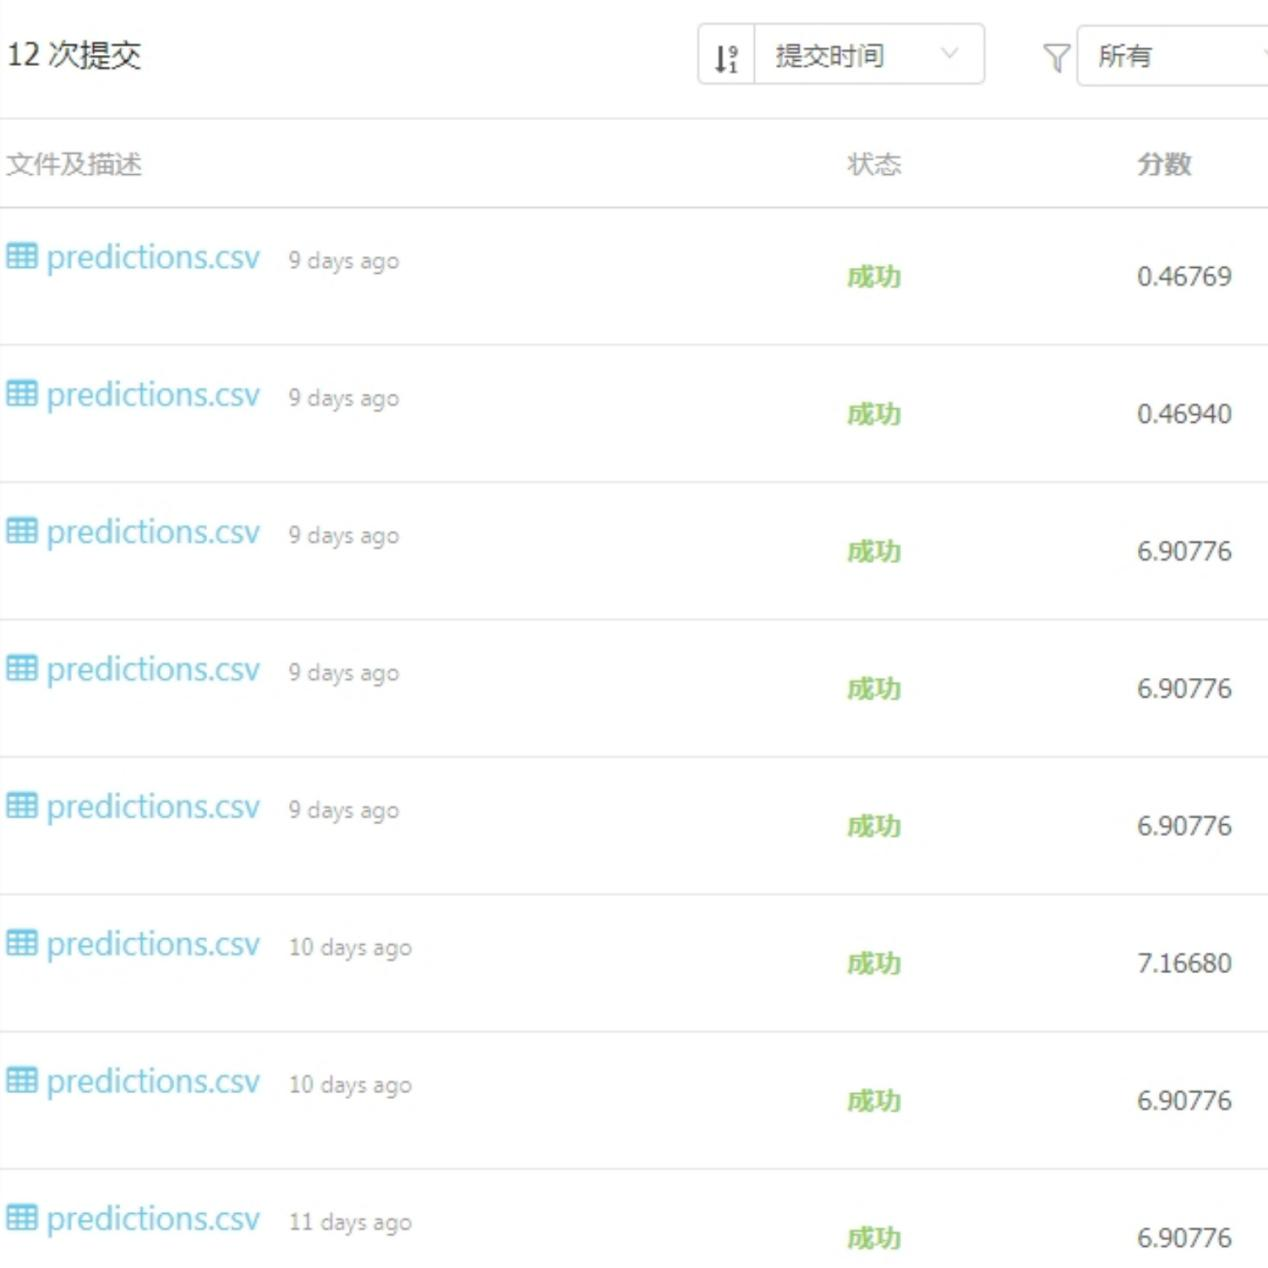 12 次提交
提交时间
所有
文件及描述 状态 分数
predictions.csv 9 days ago 成功 0.46769
predictions.csv 9 days ago 成功 0.46940
predictions.csv 9 days ago 成功 6.90776
predictions.csv 9 days ago 成功 6.90776
predictions.csv 9 days ago 成功 6.90776
predictions.csv 10 days ago 成功 7.16680
predictions.csv 10 days ago 成功 6.90776
predictions.csv 11 days ago 成功 6.90776